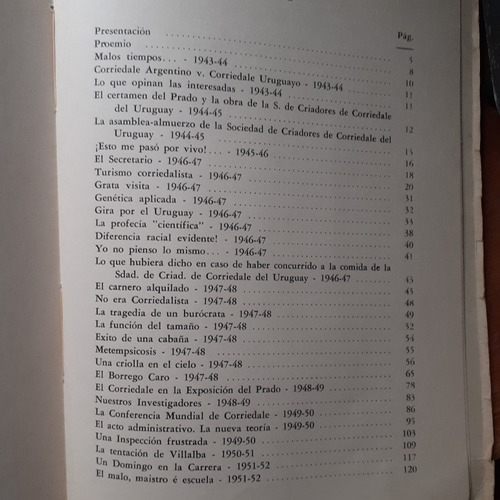 Pág.
Presentación ........ 5
Proemio ........ 8
Malos tiempos... - 1943-44 ........ 10
Corriedale Argentino v. Corriedale Uruguayo - 1943-44 ........ 11
Lo que opinan las interesadas - 1943-44 ........ 11
El certamen del Prado y la obra de la S. de Criadores de Corriedale
del Uruguay - 1944-45 ........ 12
La asamblea-almuerzo de la Sociedad de Criadores de Corriedale del
Uruguay - 1944-45 ........ 15
¡Esto me pasó por vivo!... - 1945-46 ........ 16
El Secretario - 1946-47 ........ 18
Turismo corriedalista - 1946-47 ........ 20
Grata visita - 1946-47 ........ 31
Genética aplicada - 1946-47 ........ 32
Gira por el Uruguay - 1946-47 ........ 33
La profecía "científica" - 1946-47 ........ 38
Diferencia racial evidente! - 1946-47 ........ 40
Yo no pienso lo mismo... - 1946-47 ........ 41
Lo que hubiera dicho en caso de haber concurrido a la comida de la
Sdad. de Criad. de Corriedale del Uruguay - 1946-47 ........ 43
El carnero alquilado - 1947-48 ........ 45
No era Corriedalista - 1947-48 ........ 48
La tragedia de un burócrata - 1947-48 ........ 49
La función del tamaño - 1947-48 ........ 52
Exito de una cabaña - 1947-48 ........ 54
Metempsicosis - 1947-48 ........ 55
Una criolla en el cielo - 1947-48 ........ 56
El Borrego Caro - 1947-48 ........ 65
El Corriedale en la Exposición del Prado - 1948-49 ........ 78
Nuestros Investigadores - 1948-49 ........ 83
La Conferencia Mundial de Corriedale - 1949-50 ........ 86
El acto administrativo. La nueva teoría - 1949-50 ........ 95
Una Inspección frustrada - 1949-50 ........ 103
La tentación de Villalba - 1950-51 ........ 109
Un Domingo en la Carrera - 1951-52 ........ 117
El malo, maistro é escuela - 1951-52 ........ 120